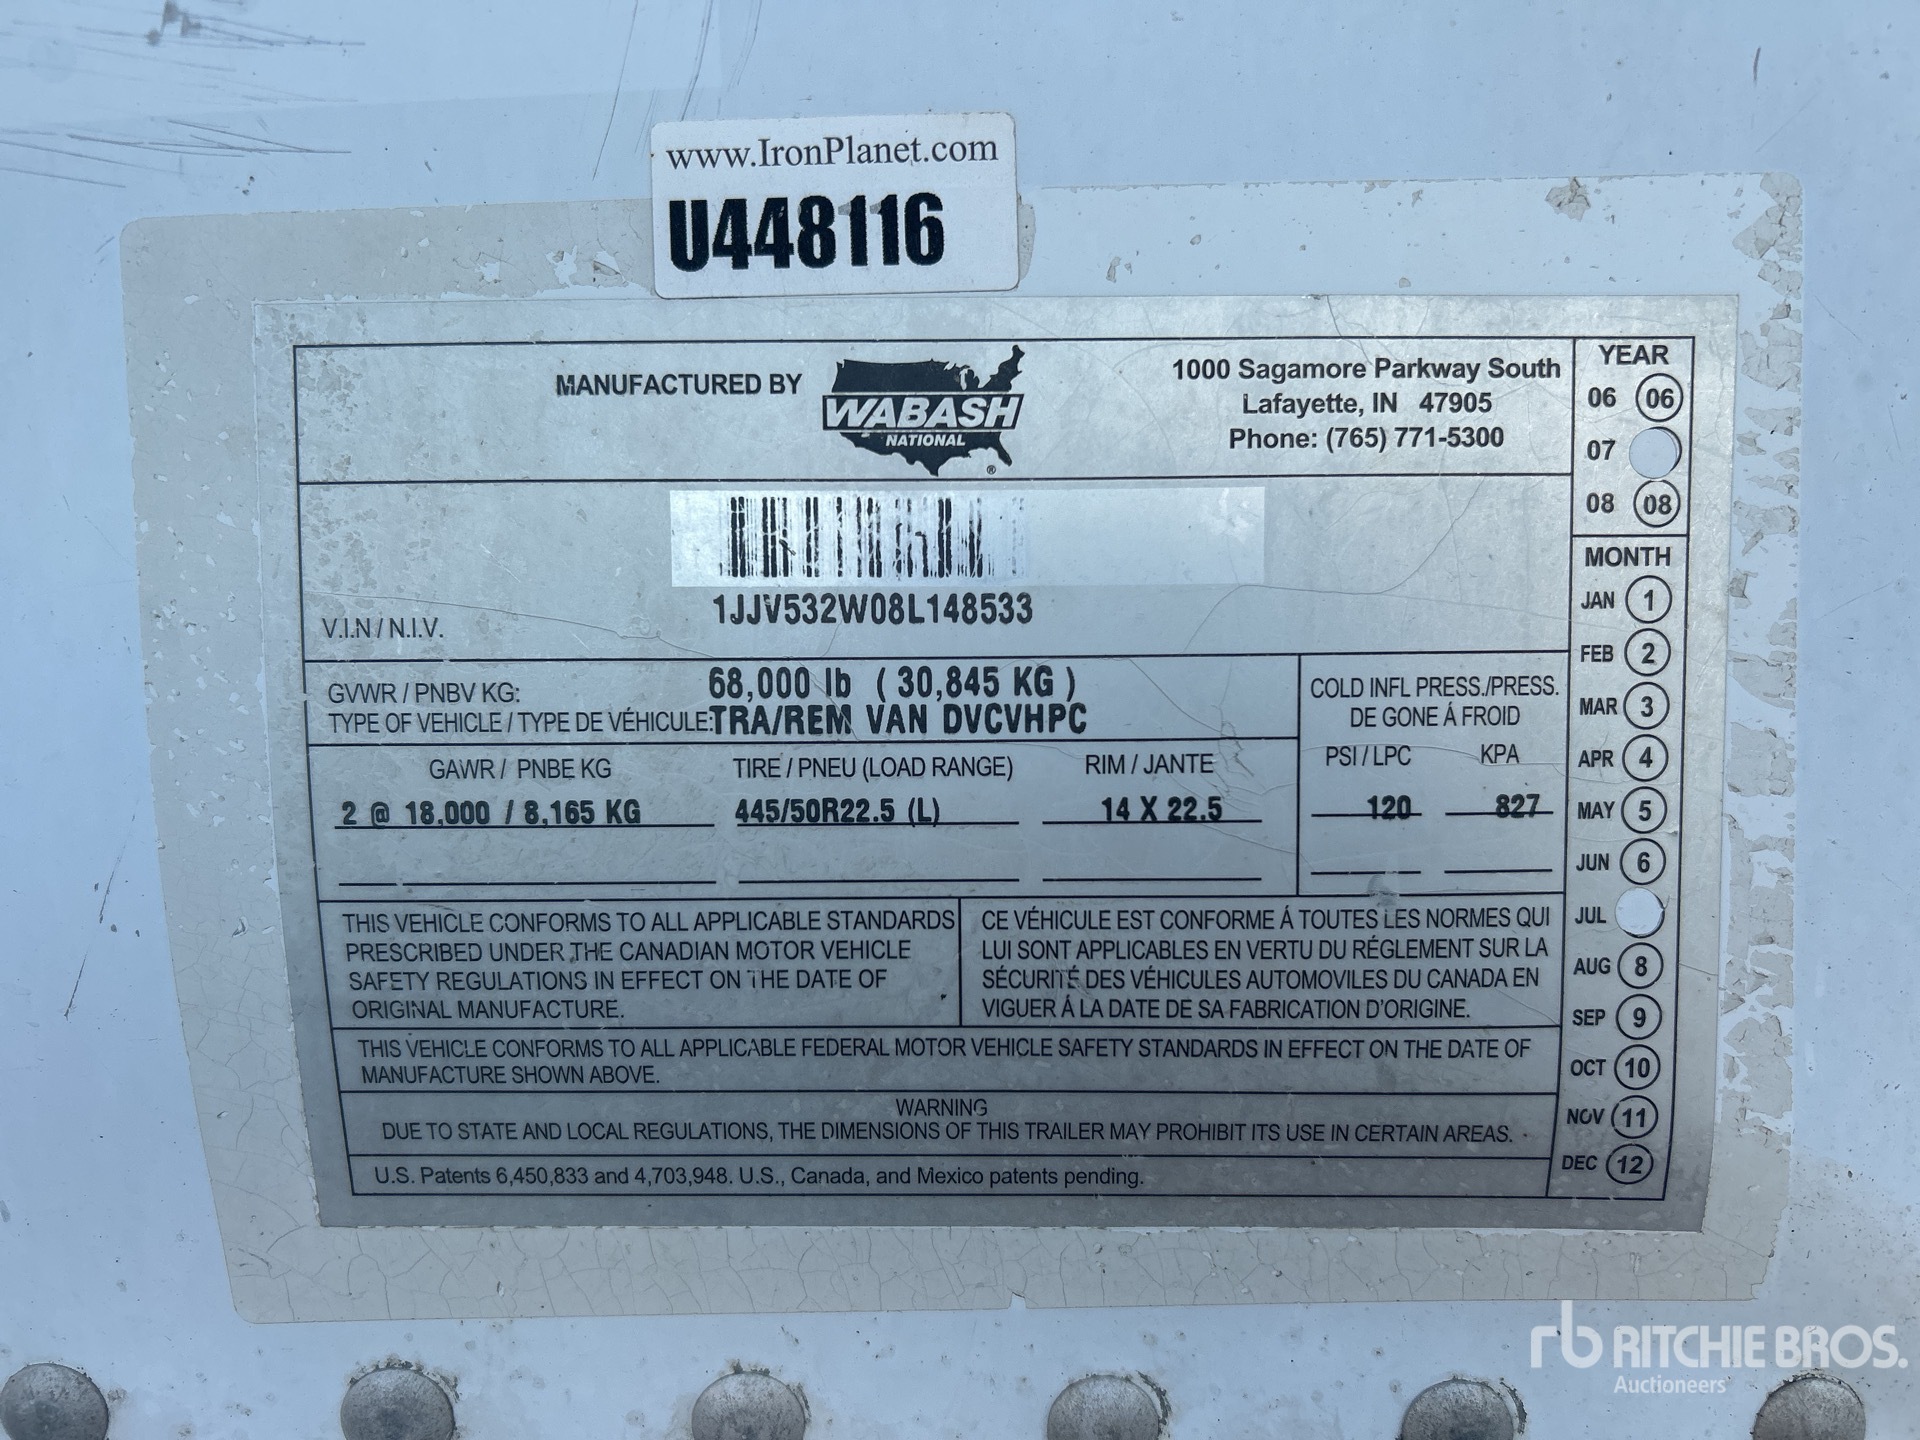 www.IronPlanet.com
U448116
MANUFACTURED BY
WABASH
NATIONAL
®
1000 Sagamore Parkway South
Lafayette, IN 47905
Phone: (765) 771-5300
YEAR
06 06
07
08 08
V.I.N / N.I.V.
1JJV532W08L148533
GVWR / PNBV KG: 68,000 lb ( 30,845 KG )
TYPE OF VEHICLE / TYPE DE VÉHICULE: TRA/REM VAN DVCVHPC
COLD INFL PRESS./PRESS.
DE GONE Á FROID
PSI / LPC KPA
120 827
GAWR / PNBE KG TIRE / PNEU (LOAD RANGE) RIM / JANTE
2 @ 18,000 / 8,165 KG 445/50R22.5 (L) 14 X 22.5
MONTH
JAN 1
FEB 2
MAR 3
APR 4
MAY 5
JUN 6
JUL
AUG 8
SEP 9
OCT 10
NOV 11
DEC 12
THIS VEHICLE CONFORMS TO ALL APPLICABLE STANDARDS
PRESCRIBED UNDER THE CANADIAN MOTOR VEHICLE
SAFETY REGULATIONS IN EFFECT ON THE DATE OF
ORIGINAL MANUFACTURE.
CE VÉHICULE EST CONFORME Á TOUTES LES NORMES QUI
LUI SONT APPLICABLES EN VERTU DU RÉGLEMENT SUR LA
SÉCURITÉ DES VÉHICULES AUTOMOVILES DU CANADA EN
VIGUER Á LA DATE DE SA FABRICATION D'ORIGINE.
THIS VEHICLE CONFORMS TO ALL APPLICABLE FEDERAL MOTOR VEHICLE SAFETY STANDARDS IN EFFECT ON THE DATE OF
MANUFACTURE SHOWN ABOVE.
WARNING
DUE TO STATE AND LOCAL REGULATIONS, THE DIMENSIONS OF THIS TRAILER MAY PROHIBIT ITS USE IN CERTAIN AREAS.
U.S. Patents 6,450,833 and 4,703,948. U.S., Canada, and Mexico patents pending.
rb RITCHIE BROS.
Auctioneers